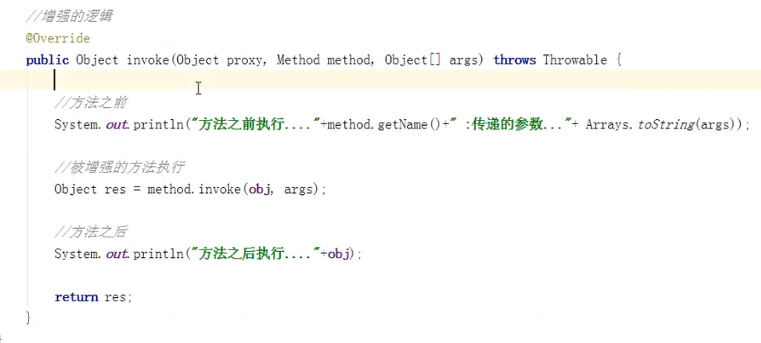 //增强的逻辑
@Override
public Object invoke(Object proxy, Method method, Object[] args) throws Throwable {
//方法之前
System.out.println("方法之前执行...."+method.getName()+" :传递的参数..."+ Arrays.toString(args));
//被增强的方法执行
Object res = method.invoke(obj, args);
//方法之后
System.out.println("方法之后执行...."+obj);
return res;
}